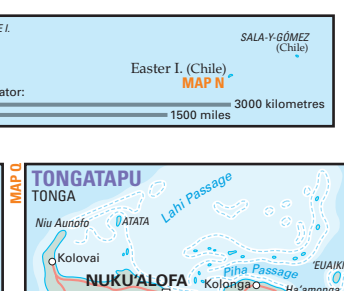 E I.
SALA-Y-GÓMEZ
(Chile)
Easter I. (Chile)
MAP N
ator:
3000 kilometres
1500 miles
MAP Q
TONGATAPU
TONGA
Lahi Passage
Niu Aunofo
ATATA
Kolovai
Piha Passage
'EUAIKI
NUKU'ALOFA
Kolonga
Ha'amonga